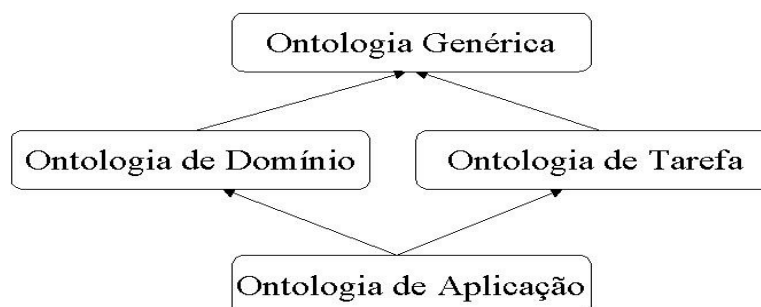 Ontologia Genérica
Ontologia de Domínio
Ontologia de Tarefa
Ontologia de Aplicação